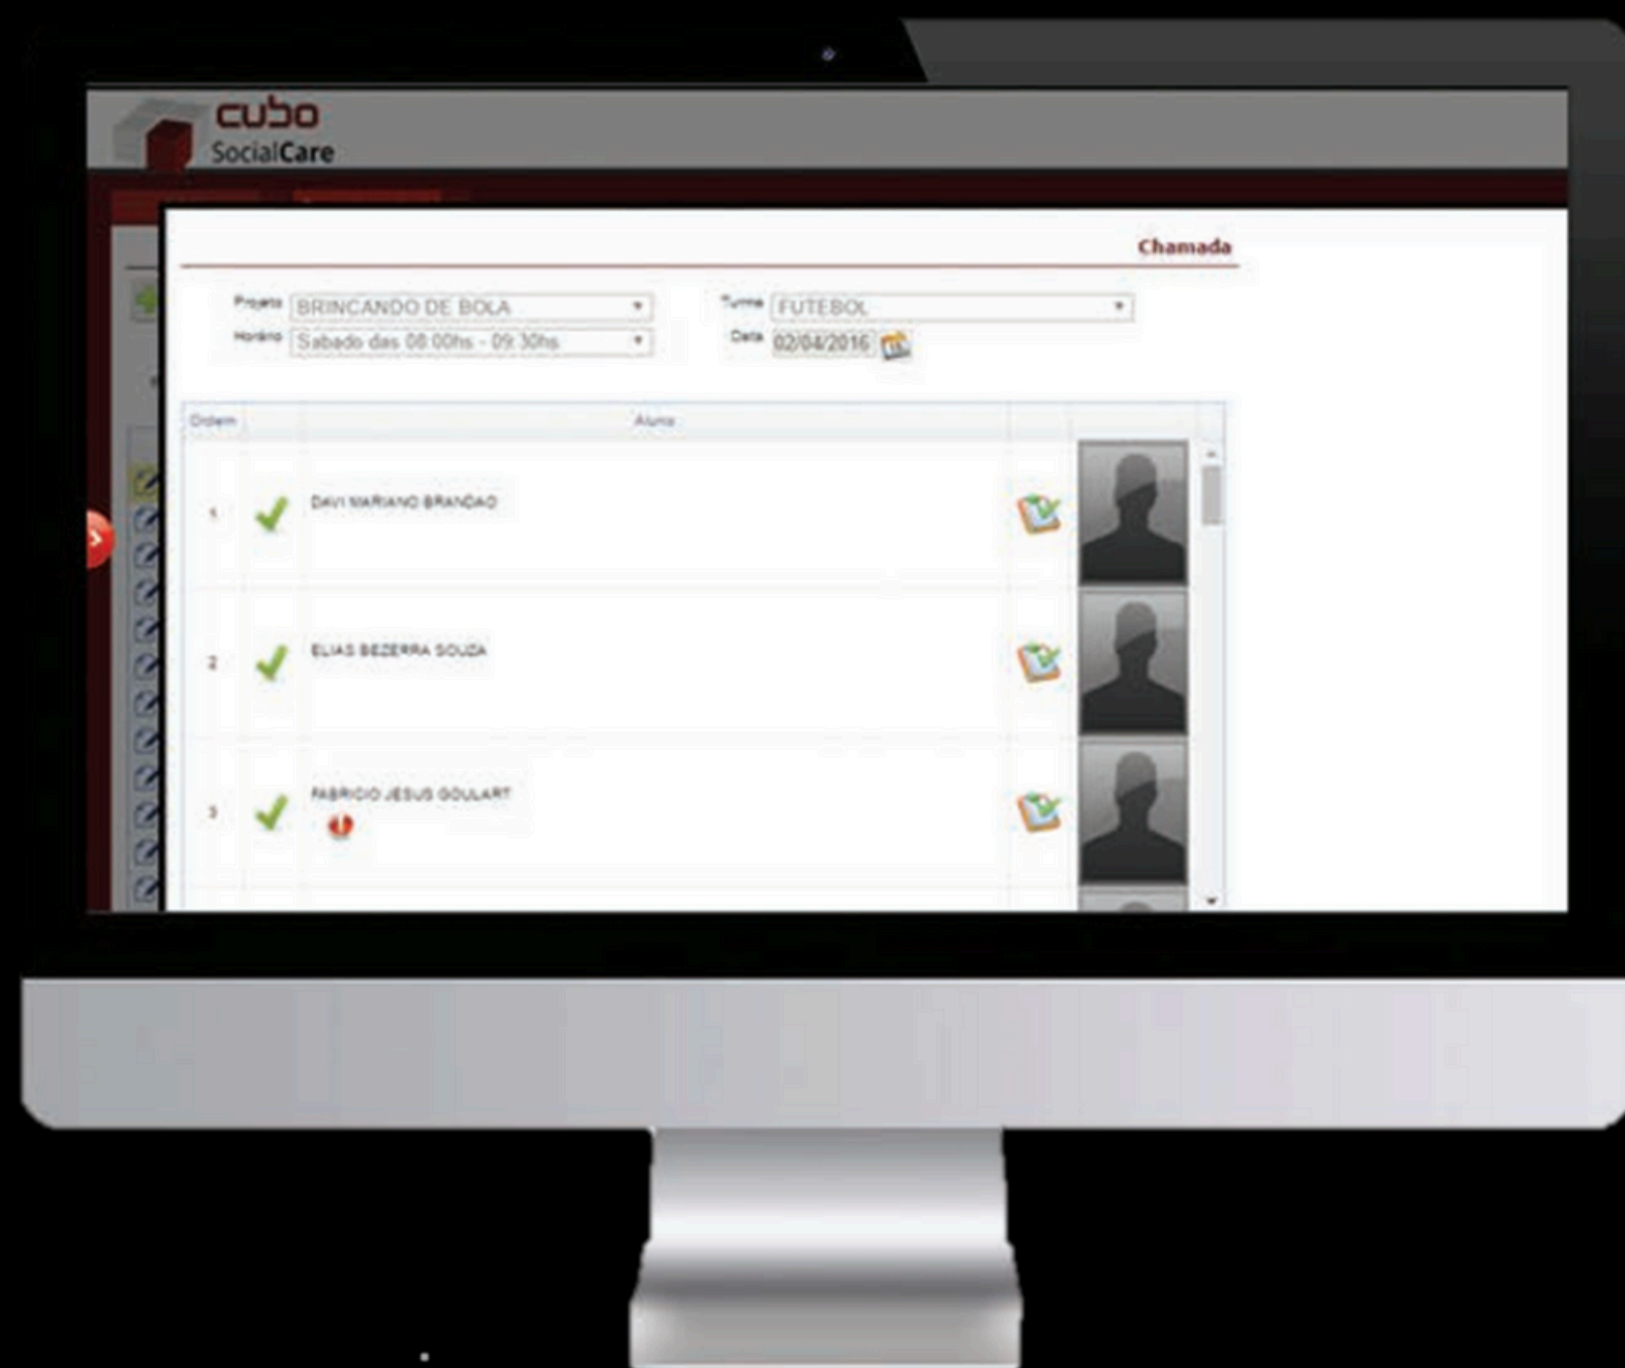 cubo
SocialCare
Chamada
Projeto BRINCANDO DE BOLA Turma FUTEBOL
Horário Sabado das 08:00hs - 09:30hs Data 02/04/2016
Ordem Aluno
1 DAVI MARIANO BRANDAO
2 ELIAS BEZERRA SOUZA
3 FABRICIO JESUS GOULART